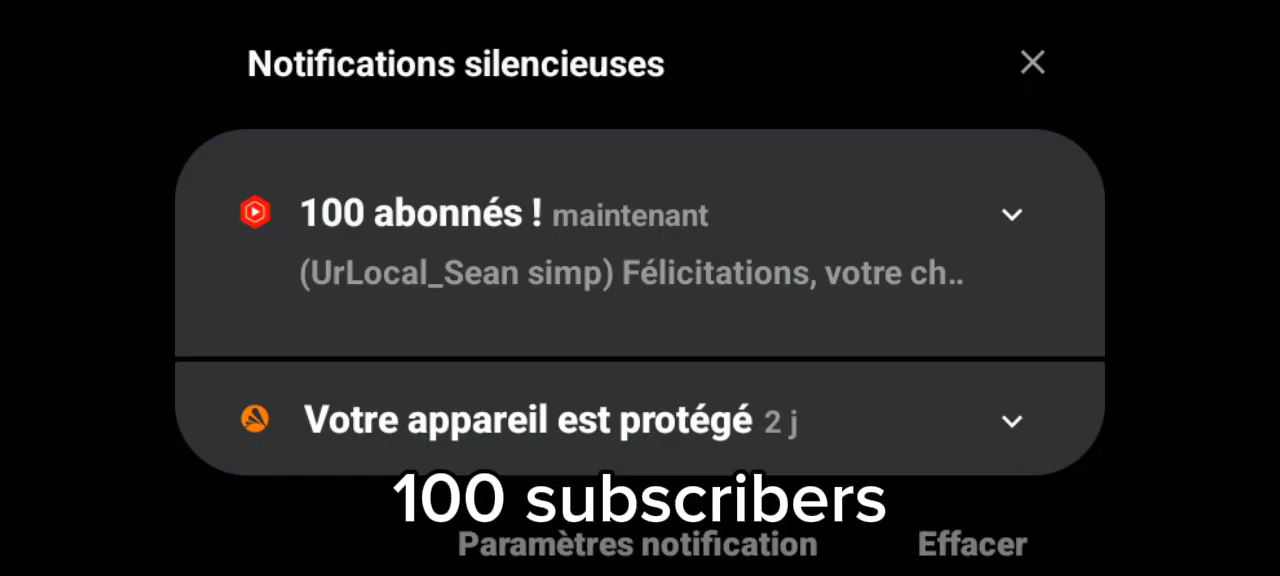 Notifications silencieuses
100 abonnés ! maintenant
(UrLocal_Sean simp) Félicitations, votre ch..
Votre appareil est protégé 2 j
100 subscribers
Paramètres notification Effacer